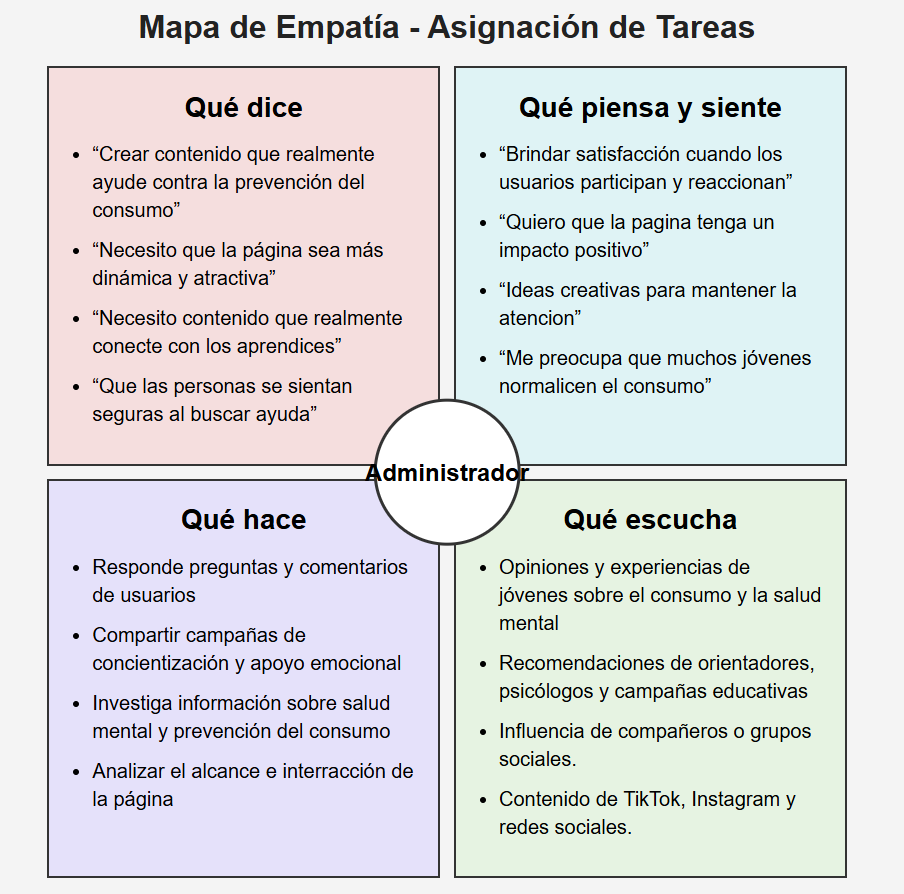 Mapa de Empatía - Asignación de Tareas
Qué dice
• “Crear contenido que realmente
ayude contra la prevención del
consumo”
• “Necesito que la página sea más
dinámica y atractiva”
• “Necesito contenido que realmente
conecte con los aprendices”
• “Que las personas se sientan
seguras al buscar ayuda”
Qué piensa y siente
• “Brindar satisfacción cuando los
usuarios participan y reaccionan”
• “Quiero que la pagina tenga un
impacto positivo”
• “Ideas creativas para mantener la
atencion”
• “Me preocupa que muchos jóvenes
normalicen el consumo”
Administrador
Qué hace
• Responde preguntas y comentarios
de usuarios
• Compartir campañas de
concientización y apoyo emocional
• Investiga información sobre salud
mental y prevención del consumo
• Analizar el alcance e interracción de
la página
Qué escucha
• Opiniones y experiencias de
jóvenes sobre el consumo y la salud
mental
• Recomendaciones de orientadores,
psicólogos y campañas educativas
• Influencia de compañeros o grupos
sociales.
• Contenido de TikTok, Instagram y
redes sociales.